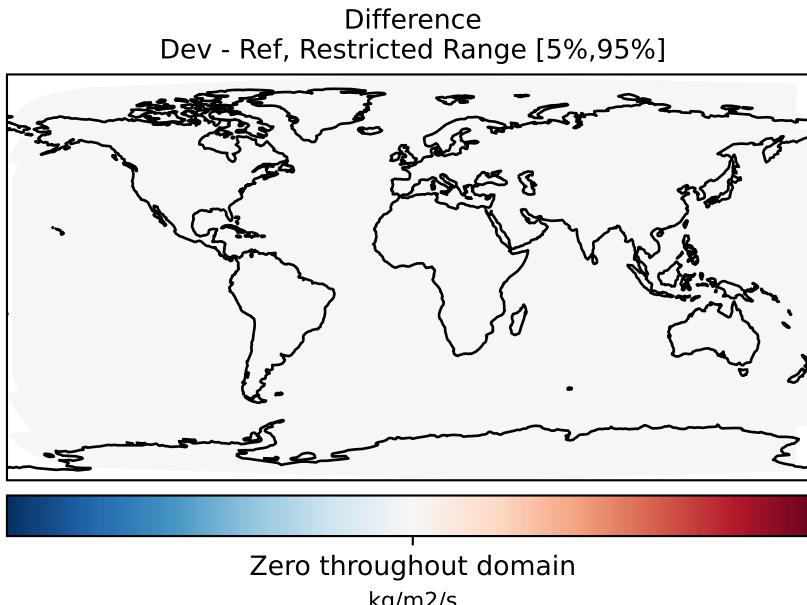 Difference
Dev - Ref, Restricted Range [5%,95%]
Zero throughout domain
kg/m2/s